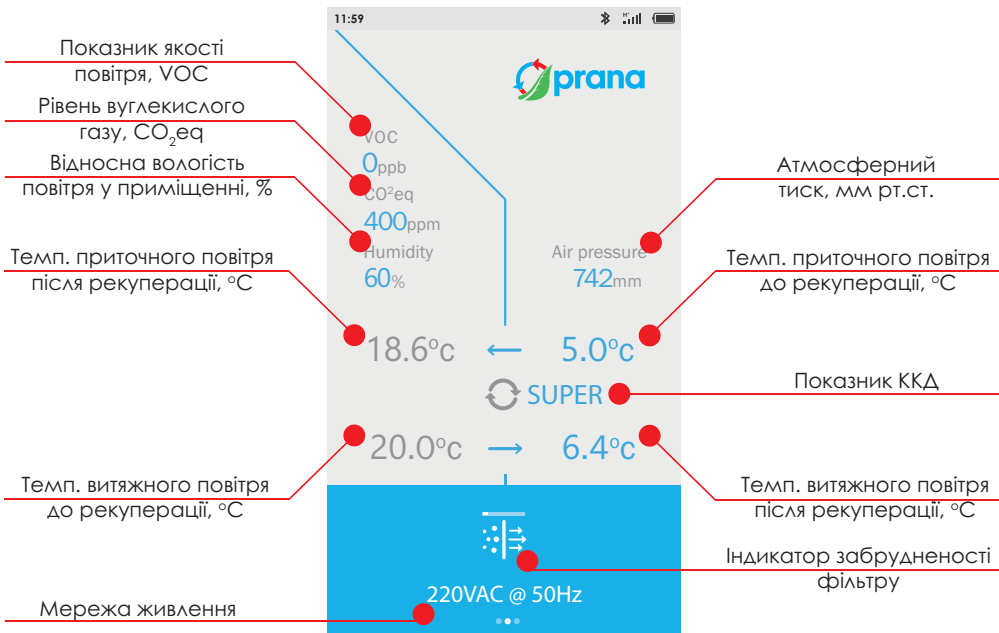 11:59
Показник якості
повітря, VOC
Рівень вуглекислого
газу, CO₂eq
Відносна вологість
повітря у приміщенні, %
Темп. приточного повітря
після рекуперації, °C
Темп. витяжного повітря
до рекуперації, °C
Мережа живлення
prana
VOC
0ppb
CO²eq
400ppm
Humidity
60%
Air pressure
742mm
18.6°c ← 5.0°c
SUPER
20.0°c → 6.4°c
220VAC @ 50Hz
Атмосферний
тиск, мм рт.ст.
Темп. приточного повітря
до рекуперації, °C
Показник ККД
Темп. витяжного повітря
після рекуперації, °C
Індикатор забрудненості
фільтру